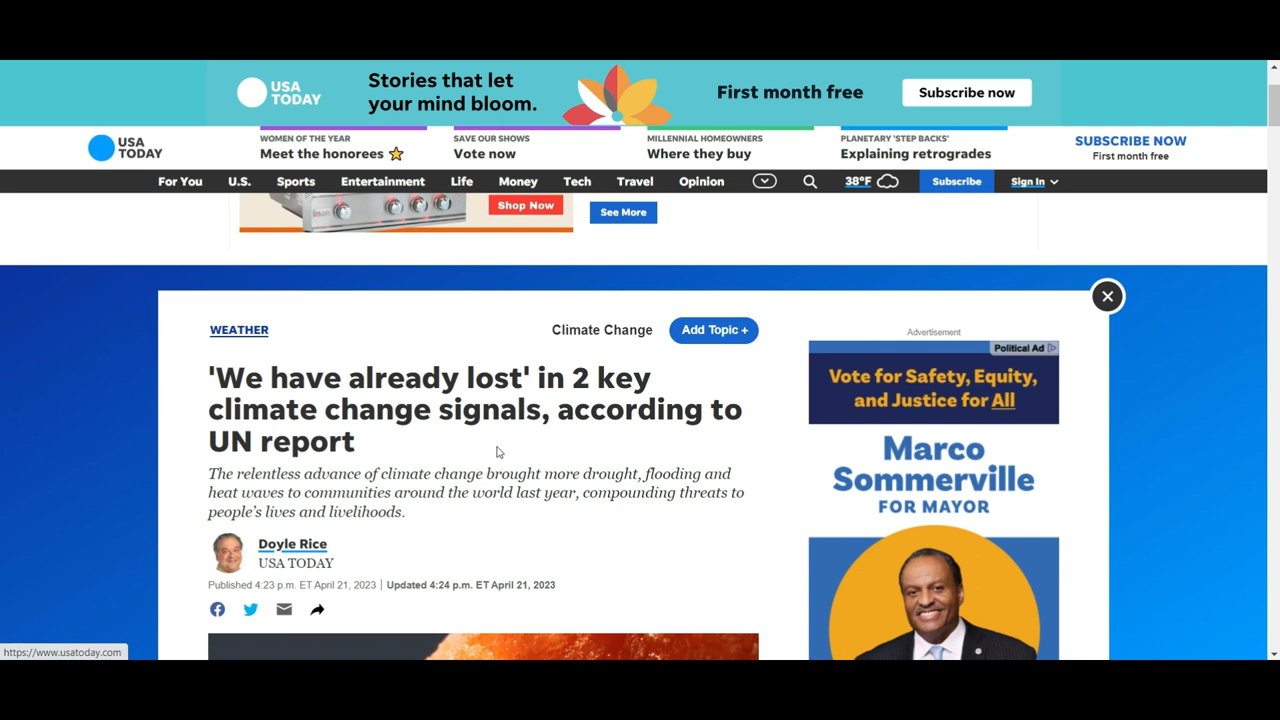 USA
TODAY
Stories that let
your mind bloom.
First month free
Subscribe now
USA
TODAY
WOMEN OF THE YEAR
Meet the honorees
SAVE OUR SHOWS
Vote now
MILLENNIAL HOMEOWNERS
Where they buy
PLANETARY 'STEP BACKS'
Explaining retrogrades
SUBSCRIBE NOW
First month free
For You U.S. Sports Entertainment Life Money Tech Travel Opinion 38°F Subscribe Sign In
Shop Now
See More
WEATHER
Climate Change
Add Topic +
'We have already lost' in 2 key
climate change signals, according to
UN report
The relentless advance of climate change brought more drought, flooding and
heat waves to communities around the world last year, compounding threats to
people's lives and livelihoods.
Doyle Rice
USA TODAY
Published 4:23 p.m. ET April 21, 2023 | Updated 4:24 p.m. ET April 21, 2023
Advertisement
Political Ad
Vote for Safety, Equity,
and Justice for All
Marco
Sommerville
FOR MAYOR
https://www.usatoday.com